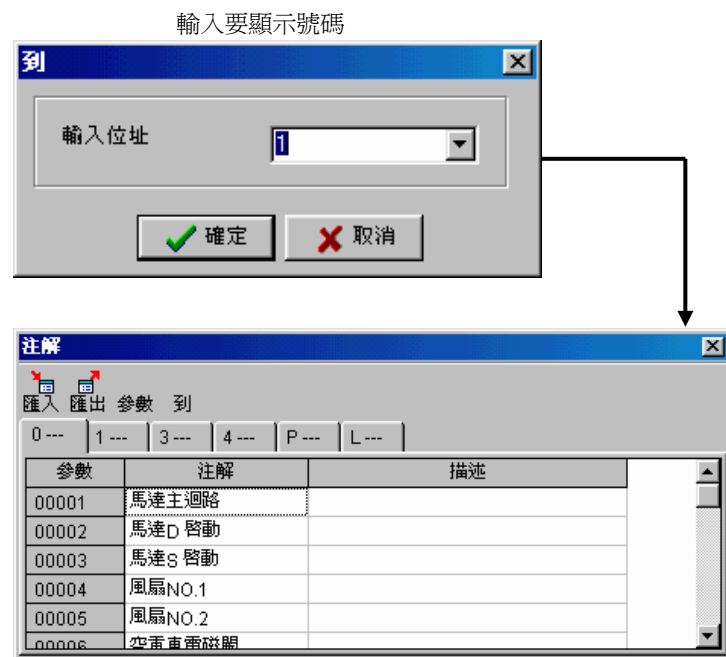 輸入要顯示號碼
到
輸入位址 1
確定 取消
注解
匯入 匯出 參數 到
0 --- 1 --- 3 --- 4 --- P --- L ---
參數 注解 描述
00001 馬達主迴路
00002 馬達D 啓動
00003 馬達S 啓動
00004 風扇NO.1
00005 風扇NO.2
00006